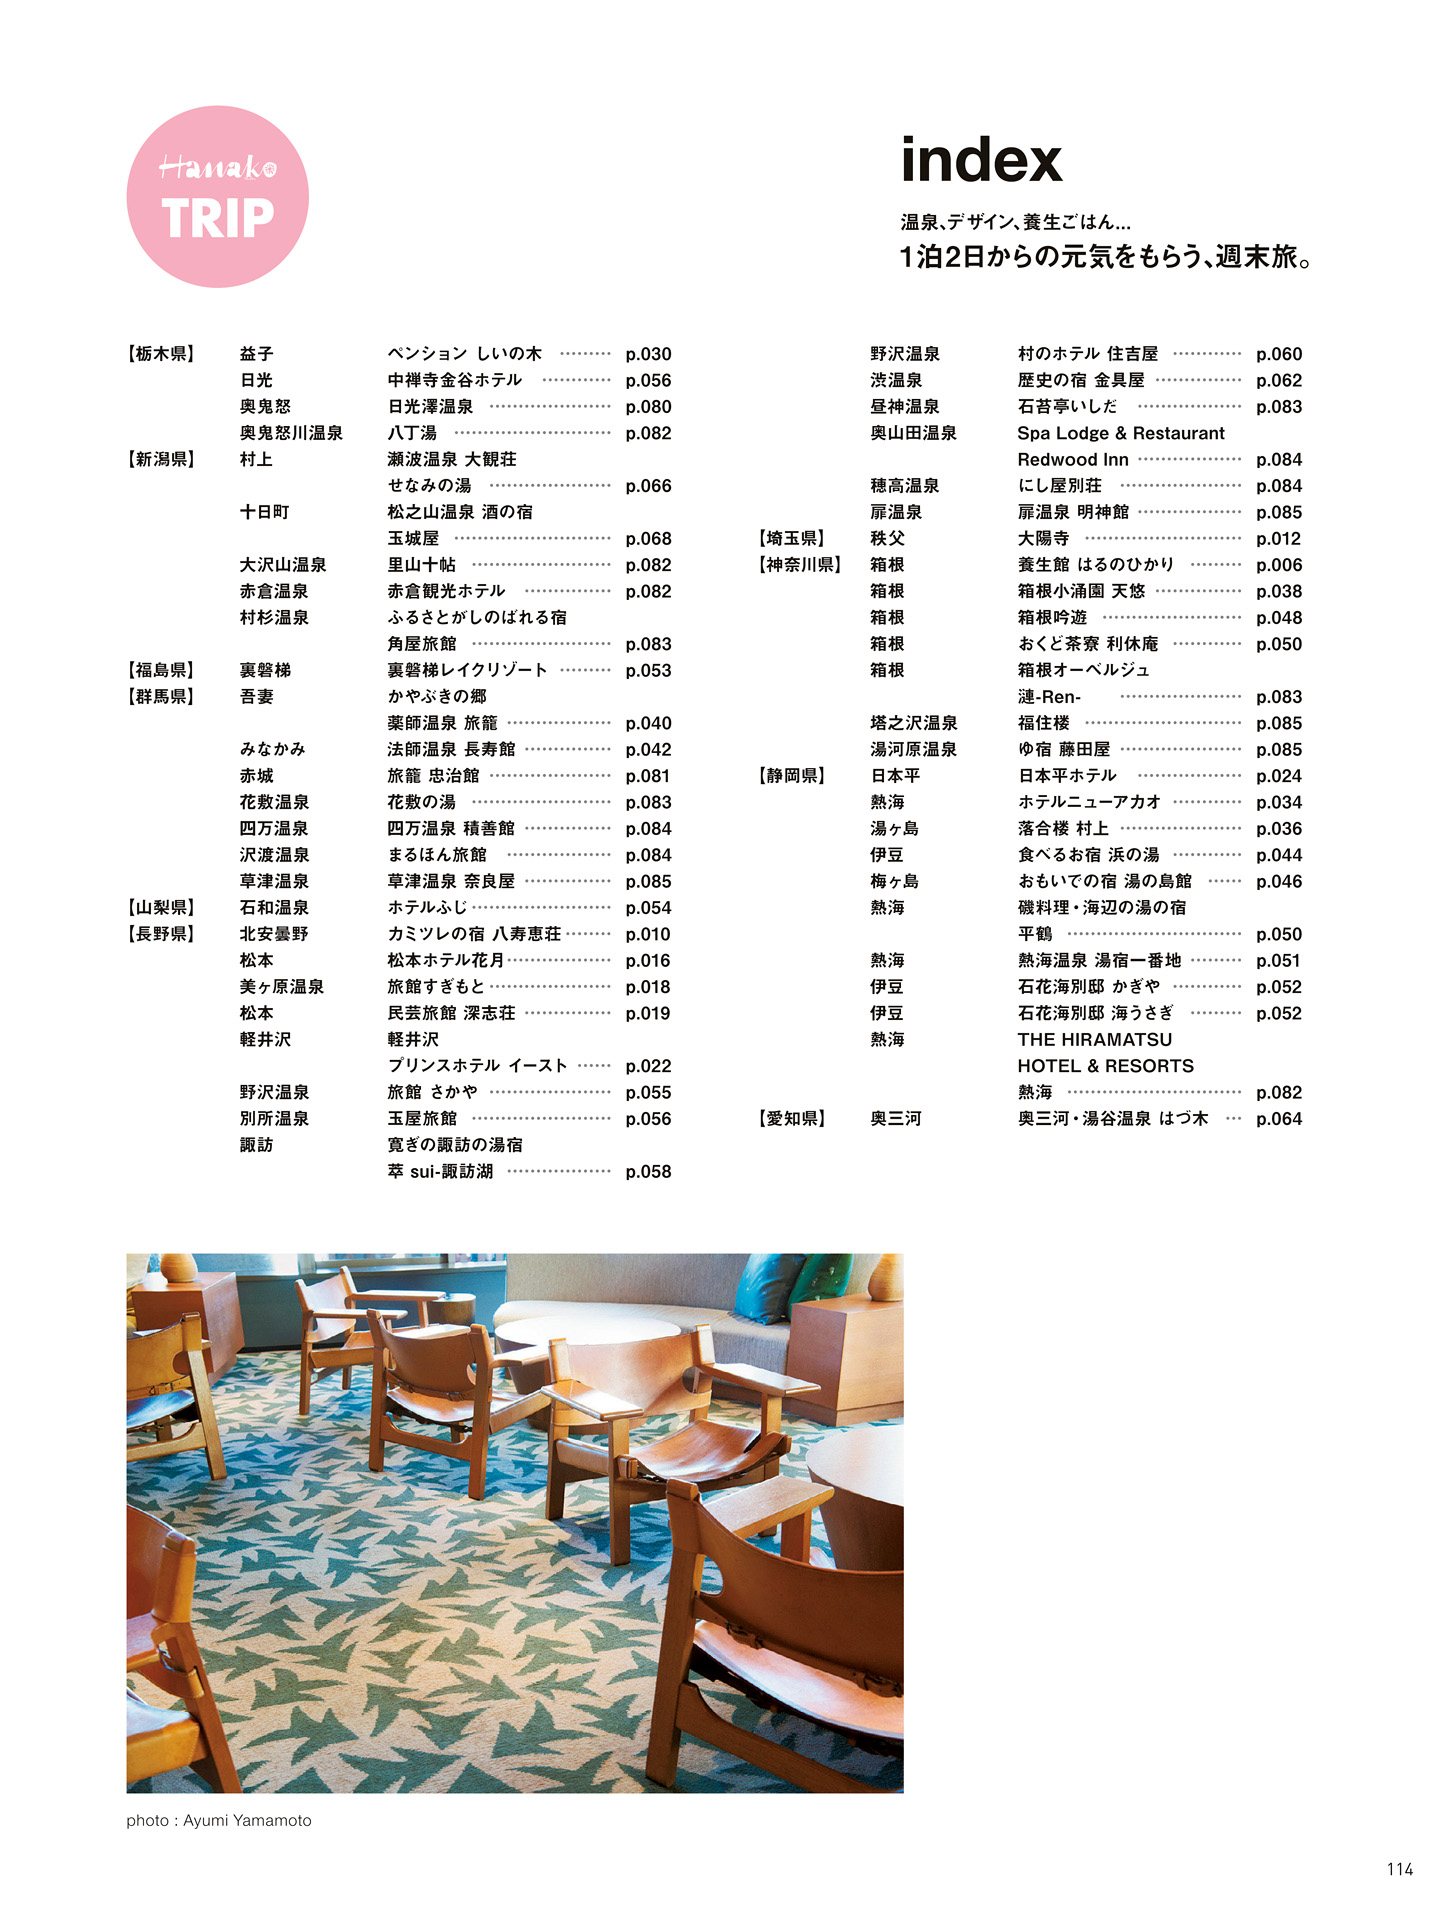 Hanako
TRIP
index
温泉、デザイン、養生ごはん…
1泊2日からの元気をもらう、週末旅。
【栃木県】 益子 ペンション しいの木 ……… p.030
日光 中禅寺金谷ホテル ………… p.056
奥鬼怒 日光澤温泉 ………………… p.080
奥鬼怒川温泉 八丁湯 ……………………… p.082
【新潟県】 村上 瀬波温泉 大観荘
せなみの湯 ………………… p.066
十日町 松之山温泉 酒の宿
玉城屋 ……………………… p.068
大沢山温泉 里山十帖 …………………… p.082
赤倉温泉 赤倉観光ホテル …………… p.082
村杉温泉 ふるさとがしのばれる宿
角屋旅館 …………………… p.083
【福島県】 裏磐梯 裏磐梯レイクリゾート ……… p.053
【群馬県】 吾妻 かやぶきの郷
薬師温泉 旅籠 ……………… p.040
みなかみ 法師温泉 長寿館 …………… p.042
赤城 旅籠 忠治館 ………………… p.081
花敷温泉 花敷の湯 …………………… p.083
四万温泉 四万温泉 積善館 …………… p.084
沢渡温泉 まるほん旅館 ……………… p.084
草津温泉 草津温泉 奈良屋 …………… p.085
【山梨県】 石和温泉 ホテルふじ …………………… p.054
【長野県】 北安曇野 カミツレの宿 八寿恵荘 …… p.010
松本 松本ホテル花月 ……………… p.016
美ヶ原温泉 旅館すぎもと ………………… p.018
松本 民芸旅館 深志荘 …………… p.019
軽井沢 軽井沢
プリンスホテル イースト …… p.022
野沢温泉 旅館 さかや ………………… p.055
別所温泉 玉屋旅館 …………………… p.056
諏訪 寛ぎの諏訪の湯宿
萃 sui-諏訪湖 ……………… p.058
野沢温泉 村のホテル 住吉屋 ………… p.060
渋温泉 歴史の宿 金具屋 …………… p.062
昼神温泉 石苔亭いしだ ……………… p.083
奥山田温泉 Spa Lodge & Restaurant
Redwood Inn ……………… p.084
穂高温泉 にし屋別荘 ………………… p.084
扉温泉 扉温泉 明神館 ……………… p.085
【埼玉県】 秩父 大陽寺 ……………………… p.012
【神奈川県】 箱根 養生館 はるのひかり ……… p.006
箱根 箱根小涌園 天悠 …………… p.038
箱根 箱根吟遊 …………………… p.048
箱根 おくど茶寮 利休庵 ………… p.050
箱根 箱根オーベルジュ
漣-Ren- ………………… p.083
塔之沢温泉 福住楼 ……………………… p.085
湯河原温泉 ゆ宿 藤田屋 ………………… p.085
【静岡県】 日本平 日本平ホテル ……………… p.024
熱海 ホテルニューアカオ ………… p.034
湯ヶ島 落合楼 村上 ………………… p.036
伊豆 食べるお宿 浜の湯 ………… p.044
梅ヶ島 おもいでの宿 湯の島館 …… p.046
熱海 磯料理・海辺の湯の宿
平鶴 ………………………… p.050
熱海 熱海温泉 湯宿一番地 ……… p.051
伊豆 石花海別邸 かぎや ………… p.052
伊豆 石花海別邸 海うさぎ ……… p.052
熱海 THE HIRAMATSU
HOTEL & RESORTS
熱海 ………………………… p.082
【愛知県】 奥三河 奥三河・湯谷温泉 はづ木 … p.064
photo : Ayumi Yamamoto
114